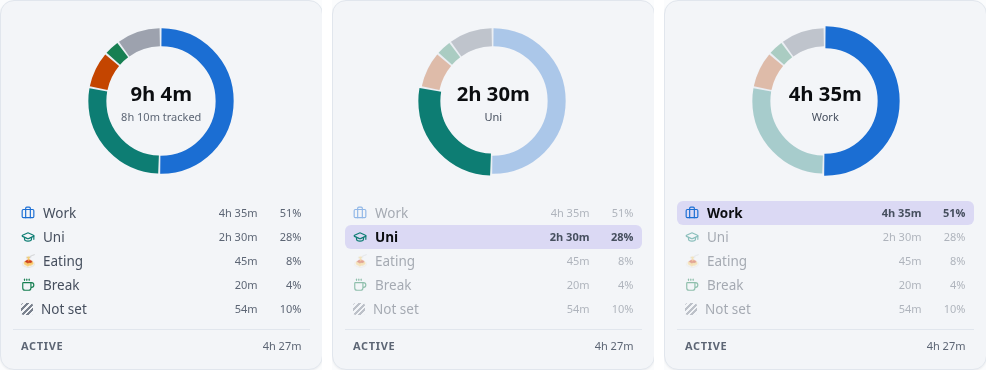 9h 4m
8h 10m tracked
Work 4h 35m 51%
Uni 2h 30m 28%
Eating 45m 8%
Break 20m 4%
Not set 54m 10%
ACTIVE 4h 27m
2h 30m
Uni
Work 4h 35m 51%
Uni 2h 30m 28%
Eating 45m 8%
Break 20m 4%
Not set 54m 10%
ACTIVE 4h 27m
4h 35m
Work
Work 4h 35m 51%
Uni 2h 30m 28%
Eating 45m 8%
Break 20m 4%
Not set 54m 10%
ACTIVE 4h 27m